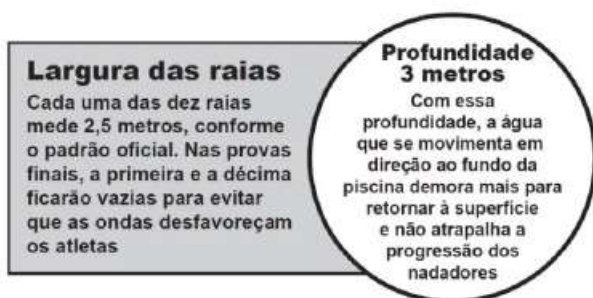 Largura das raias
Cada uma das dez raias
mede 2,5 metros, conforme
o padrão oficial. Nas provas
finais, a primeira e a décima
ficarão vazias para evitar
que as ondas desfavoreçam
os atletas
Profundidade
3 metros
Com essa
profundidade, a água
que se movimenta em
direção ao fundo da
piscina demora mais para
retornar à superfície
e não atrapalha a
progressão dos
nadadores